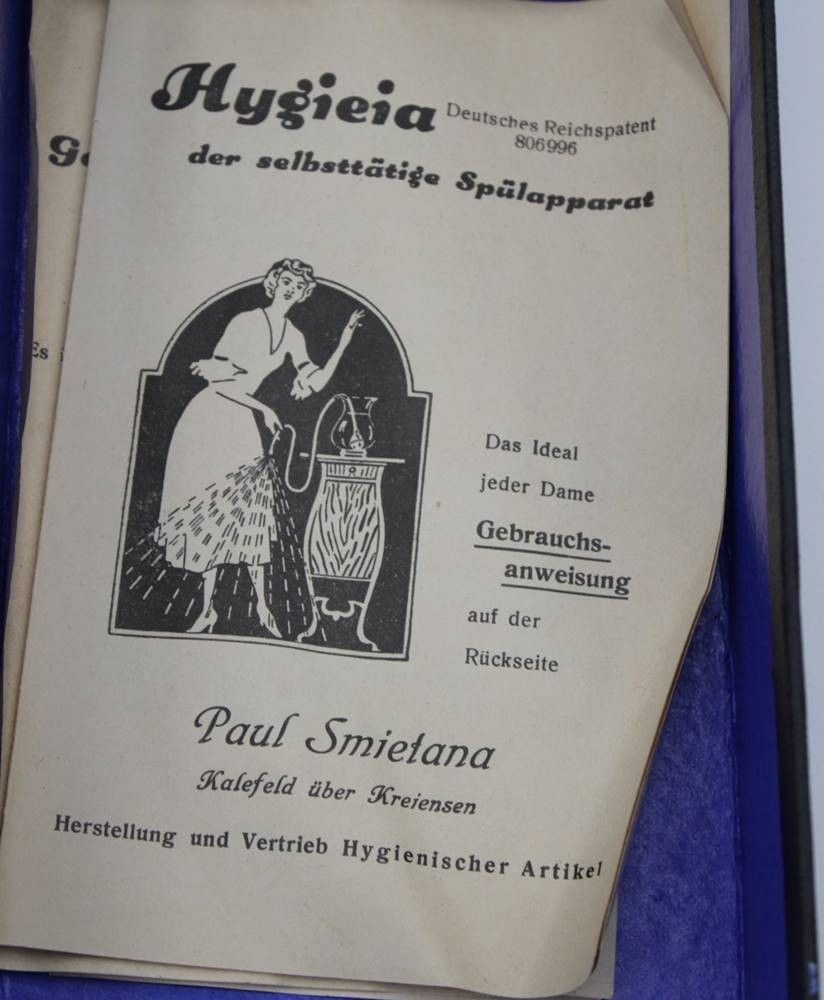 Hygieia
Deutsches Reichspatent
806996
der selbsttätige Spülapparat
Das Ideal
jeder Dame
Gebrauchs-
anweisung
auf der
Rückseite
Paul Smietana
Kalefeld über Kreiensen
Herstellung und Vertrieb Hygienischer Artikel
Es